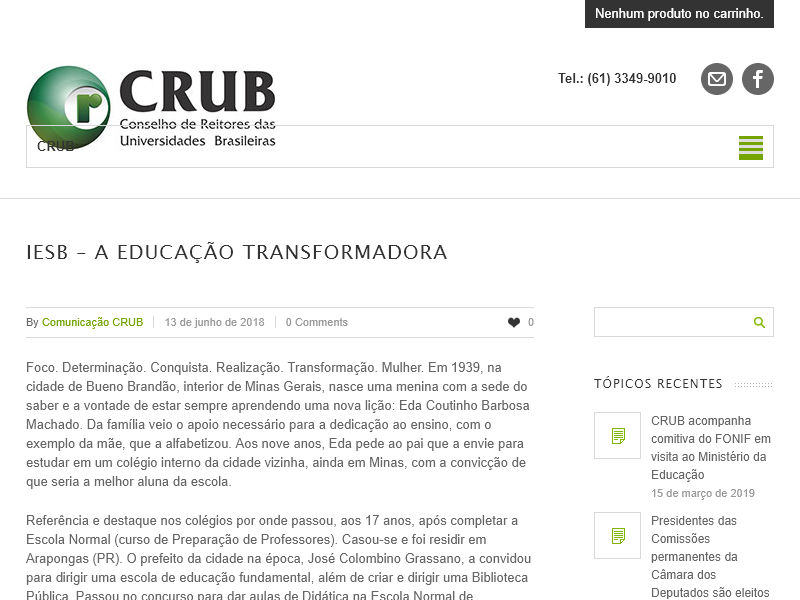 Nenhum produto no carrinho.
CRUB
Conselho de Reitores das
Universidades Brasileiras
Tel.: (61) 3349-9010
CRUB
IESB – A EDUCAÇÃO TRANSFORMADORA
By Comunicação CRUB 13 de junho de 2018 0 Comments 0
Foco. Determinação. Conquista. Realização. Transformação. Mulher. Em 1939, na
cidade de Bueno Brandão, interior de Minas Gerais, nasce uma menina com a sede do
saber e a vontade de estar sempre aprendendo uma nova lição: Eda Coutinho Barbosa
Machado. Da família veio o apoio necessário para a dedicação ao ensino, com o
exemplo da mãe, que a alfabetizou. Aos nove anos, Eda pede ao pai que a envie para
estudar em um colégio interno da cidade vizinha, ainda em Minas, com a convicção de
que seria a melhor aluna da escola.
Referência e destaque nos colégios por onde passou, aos 17 anos, após completar a
Escola Normal (curso de Preparação de Professores). Casou-se e foi residir em
Arapongas (PR). O prefeito da cidade na época, José Colombino Grassano, a convidou
para dirigir uma escola de educação fundamental, além de criar e dirigir uma Biblioteca
Pública. Passou no concurso para dar aulas de Didática na Escola Normal de
TÓPICOS RECENTES
CRUB acompanha
comitiva do FONIF em
visita ao Ministério da
Educação
15 de março de 2019
Presidentes das
Comissões
permanentes da
Câmara dos
Deputados são eleitos